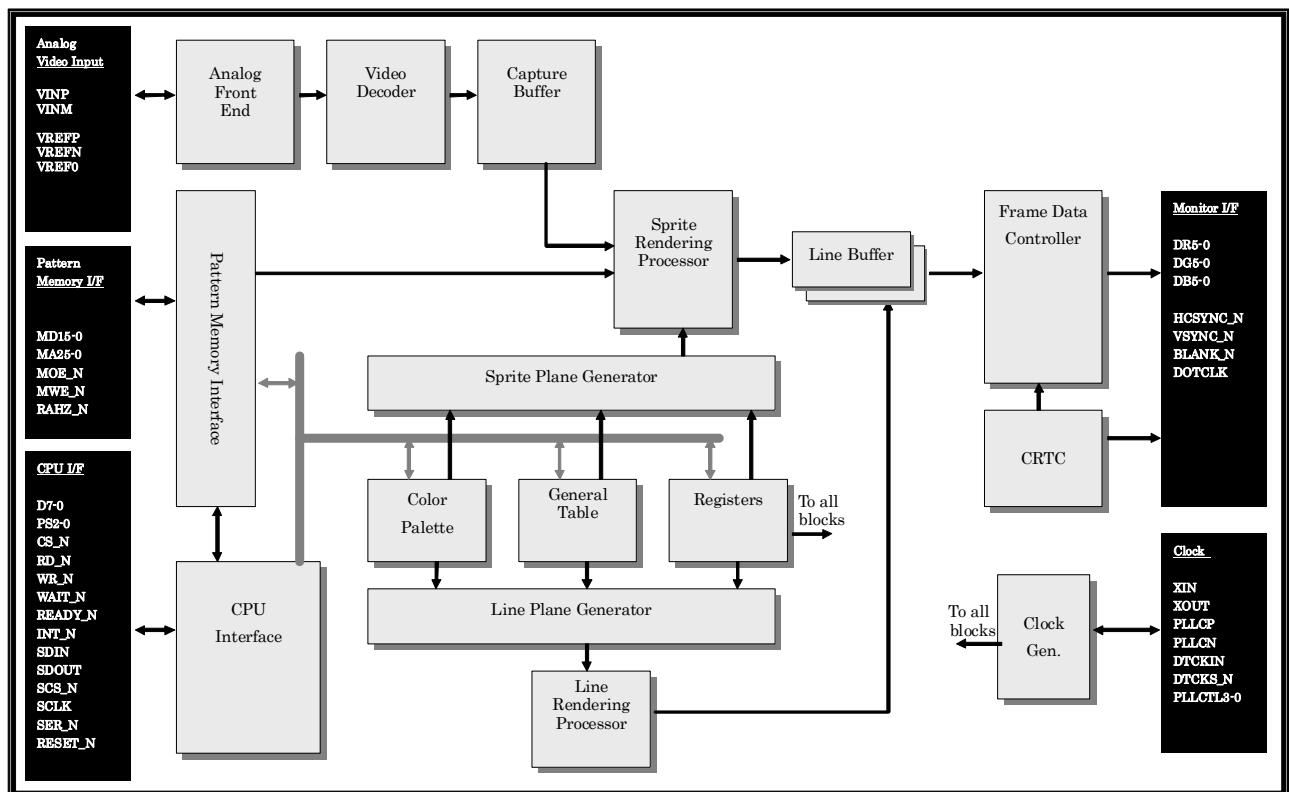 Analog
Video Input
VINP
VINM
VREFP
VREFN
VREF0
Pattern
Memory I/F
MD15-0
MA25-0
MOE_N
MWE_N
RAHZ_N
CPU I/F
D7-0
PS2-0
CS_N
RD_N
WR_N
WAIT_N
READY_N
INT_N
SDIN
SDOUT
SCS_N
SCLK
SER_N
RESET_N
Analog
Front
End
Video
Decoder
Capture
Buffer
Pattern Memory Interface
CPU
Interface
Sprite
Rendering
Processor
Line Buffer
Sprite Plane Generator
Color
Palette
General
Table
Registers
To all
blocks
Line Plane Generator
Line
Rendering
Processor
Frame Data
Controller
CRTC
To all
blocks
Clock
Gen.
Monitor I/F
DR5-0
DG5-0
DB5-0
HCSYNC_N
VSYNC_N
BLANK_N
DOTCLK
Clock
XIN
XOUT
PLLCP
PLLCN
DTCKIN
DTCKS_N
PLLCTL3-0